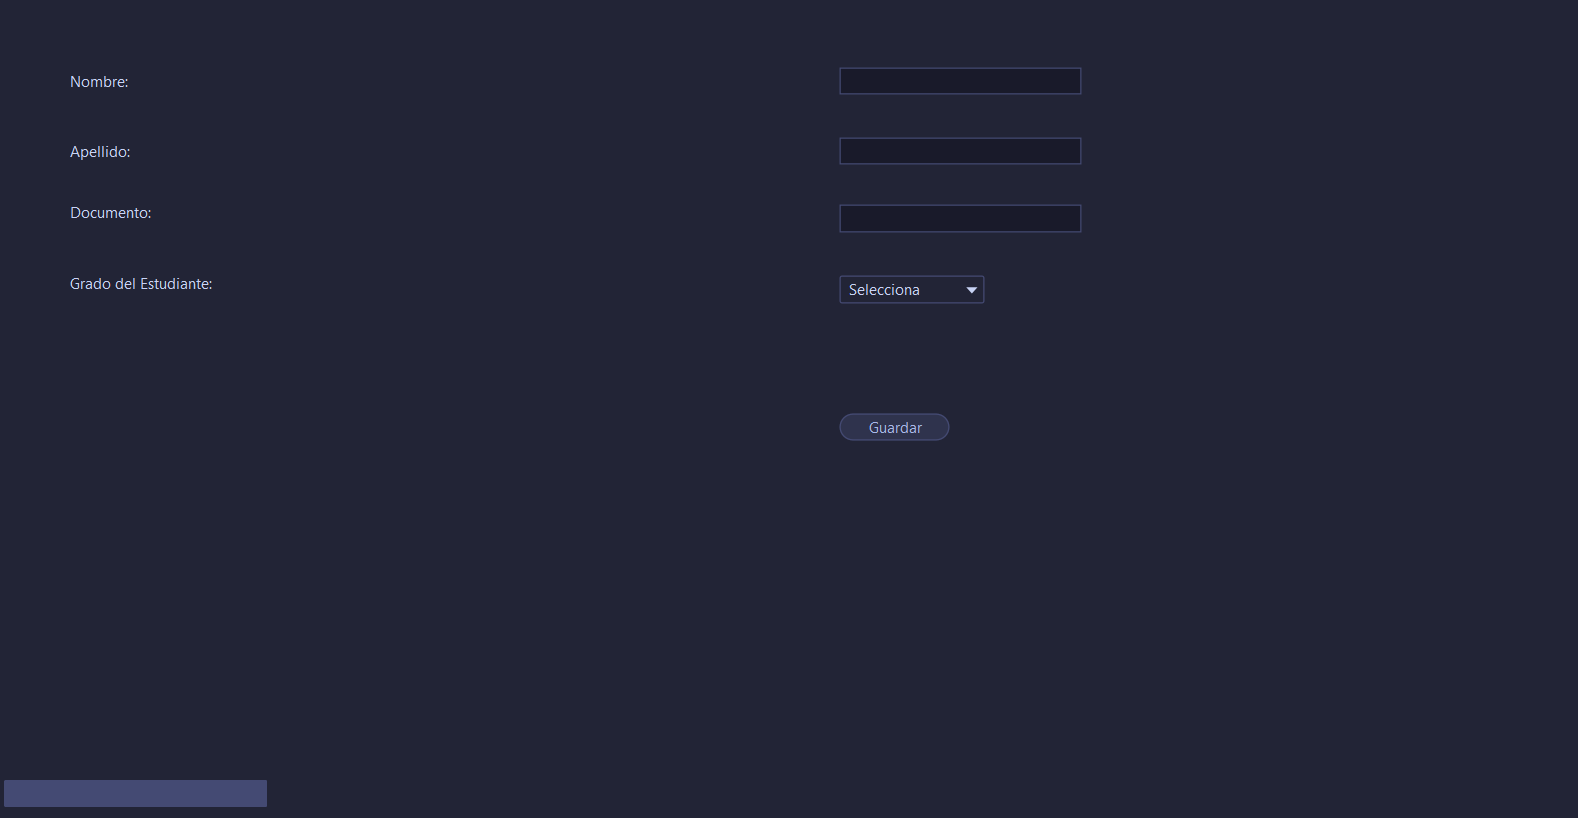 Nombre:
Apellido:
Documento:
Grado del Estudiante:
Selecciona
Guardar